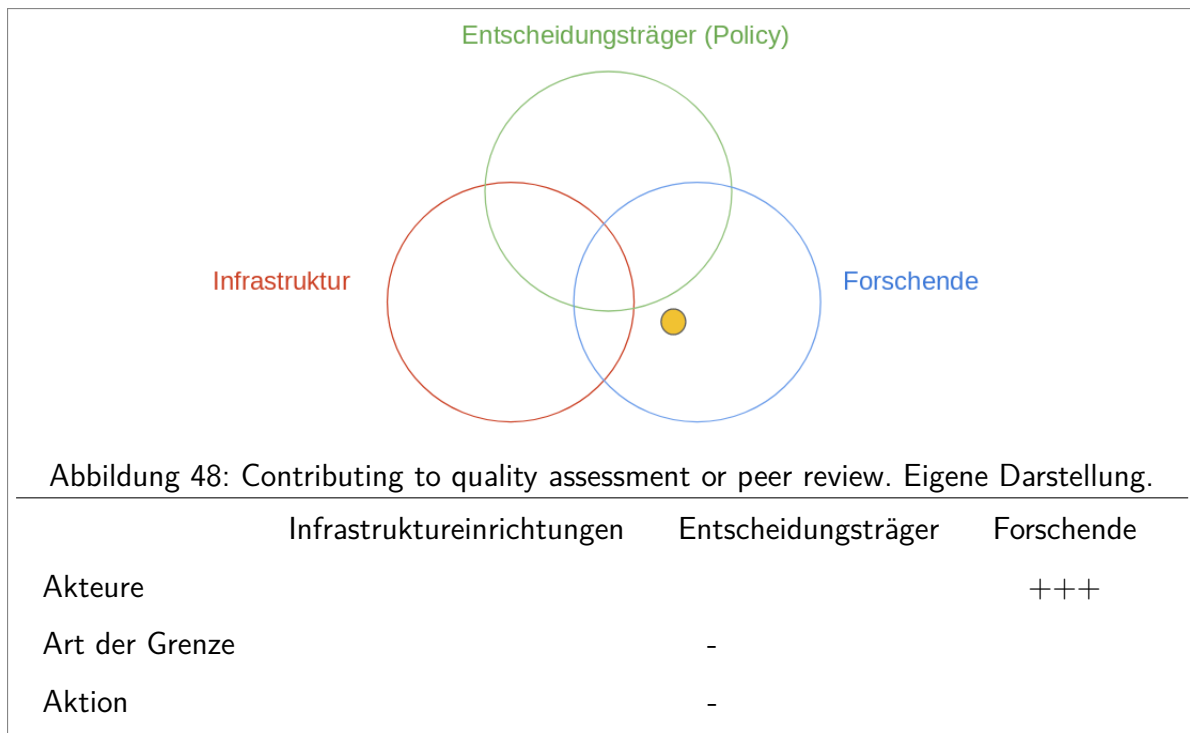 Entscheidungsträger (Policy)
Infrastruktur
Forschende
Abbildung 48: Contributing to quality assessment or peer review. Eigene Darstellung.
Infrastruktureinrichtungen Entscheidungsträger Forschende
Akteure +++
Art der Grenze -
Aktion -